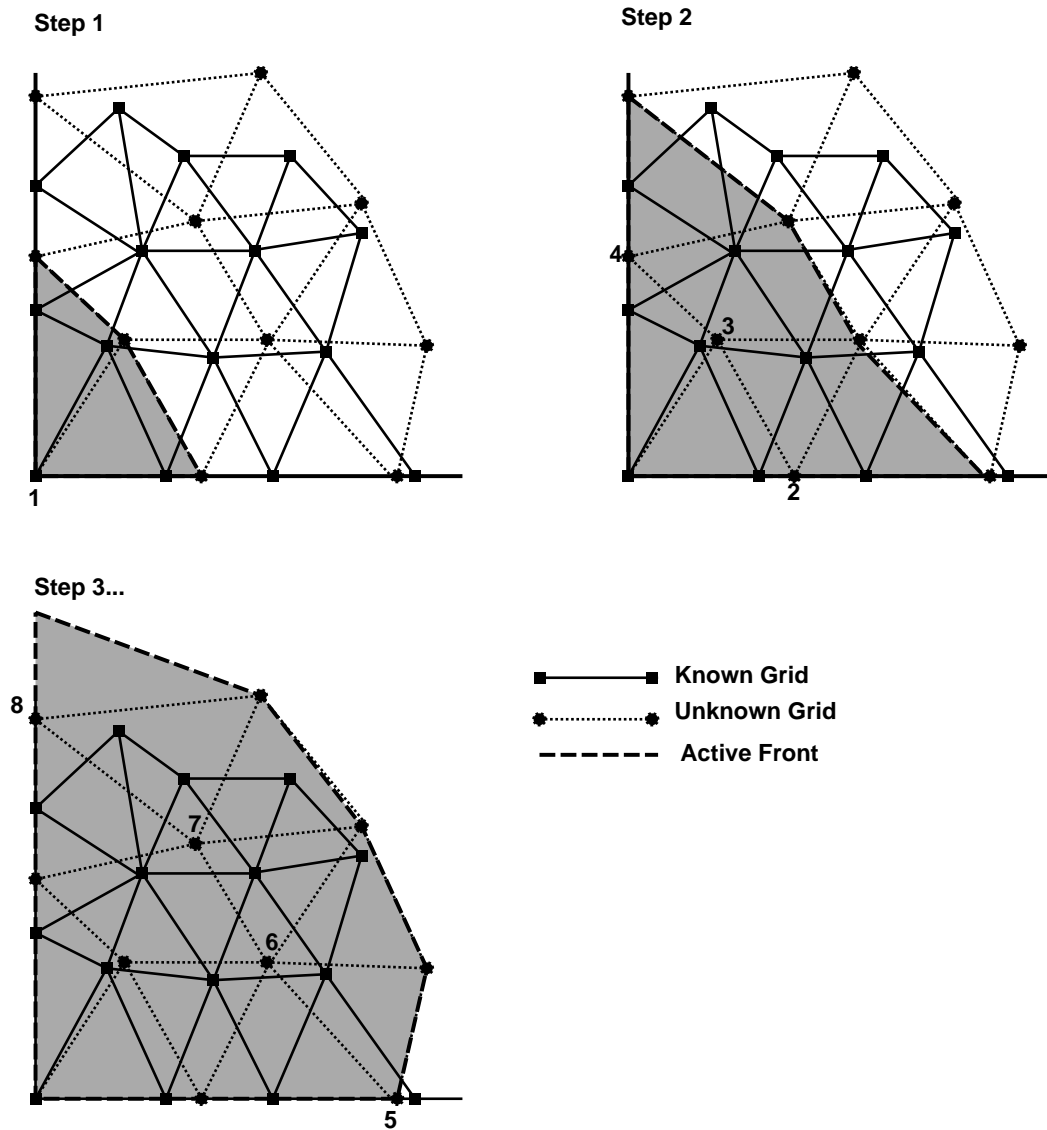 Step 1
Step 2
1
4
3
2
Step 3...
8
7
6
5
Known Grid
Unknown Grid
Active Front